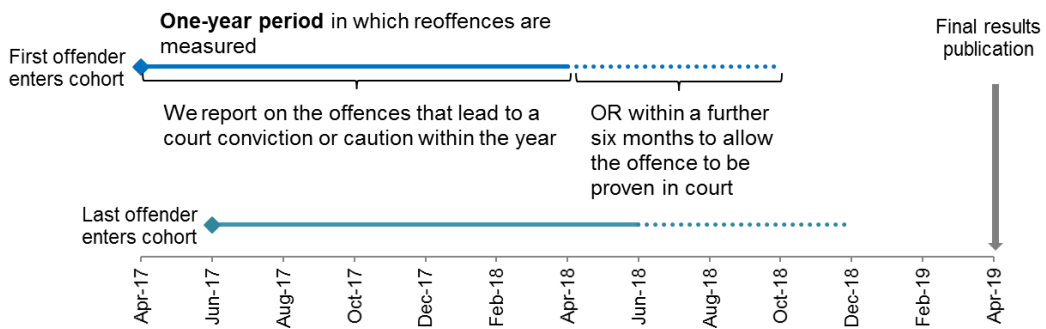 One-year period in which reoffences are
measured
Final results
publication
First offender
enters cohort
We report on the offences that lead to a
court conviction or caution within the year
OR within a further
six months to allow
the offence to be
proven in court
Last offender
enters cohort
Apr-17
Jun-17
Aug-17
Oct-17
Dec-17
Feb-18
Apr-18
Jun-18
Aug-18
Oct-18
Dec-18
Feb-19
Apr-19